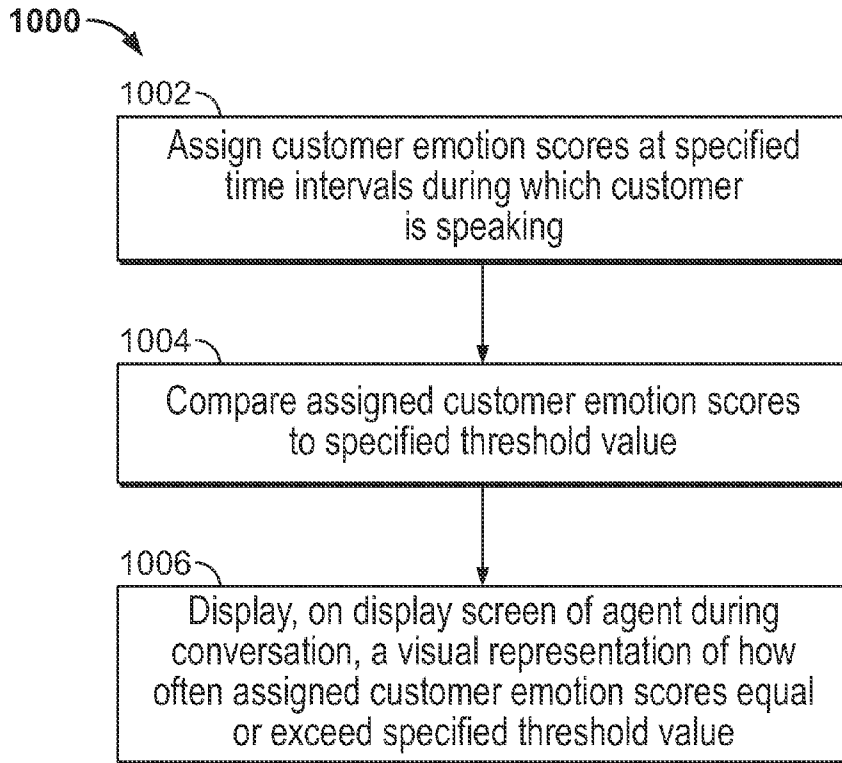 1000
1002
Assign customer emotion scores at specified
time intervals during which customer
is speaking
1004
Compare assigned customer emotion scores
to specified threshold value
1006
Display, on display screen of agent during
conversation, a visual representation of how
often assigned customer emotion scores equal
or exceed specified threshold value